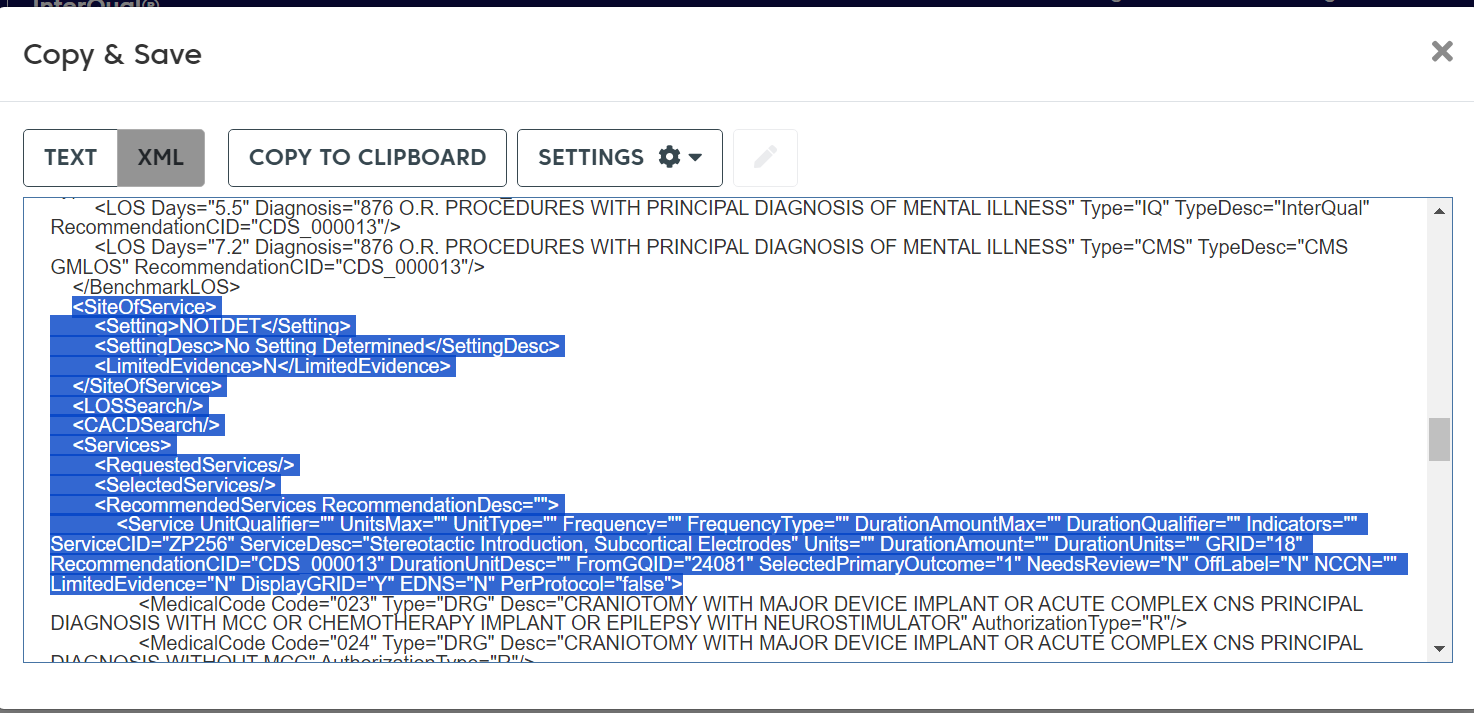 InterQual®
Copy & Save
TEXT XML COPY TO CLIPBOARD SETTINGS
<LOS Days="5.5" Diagnosis="876 O.R. PROCEDURES WITH PRINCIPAL DIAGNOSIS OF MENTAL ILLNESS" Type="IQ" TypeDesc="InterQual"
RecommendationCID="CDS_000013"/>
<LOS Days="7.2" Diagnosis="876 O.R. PROCEDURES WITH PRINCIPAL DIAGNOSIS OF MENTAL ILLNESS" Type="CMS" TypeDesc="CMS
GMLOS" RecommendationCID="CDS_000013"/>
</BenchmarkLOS>
<SiteOfService>
<Setting>NOTDET</Setting>
<SettingDesc>No Setting Determined</SettingDesc>
<LimitedEvidence>N</LimitedEvidence>
</SiteOfService>
<LOSSearch/>
<CACDSearch/>
<Services>
<RequestedServices/>
<SelectedServices/>
<RecommendedServices RecommendationDesc="">
<Service UnitQualifier="" UnitsMax="" UnitType="" Frequency="" FrequencyType="" DurationAmountMax="" DurationQualifier="" Indicators=""
ServiceCID="ZP256" ServiceDesc="Stereotactic Introduction, Subcortical Electrodes" Units="" DurationAmount="" DurationUnits="" GRID="18"
RecommendationCID="CDS_000013" DurationUnitDesc="" FromGQID="24081" SelectedPrimaryOutcome="1" NeedsReview="N" OffLabel="N" NCCN=""
LimitedEvidence="N" DisplayGRID="Y" EDNS="N" PerProtocol="false">
<MedicalCode Code="023" Type="DRG" Desc="CRANIOTOMY WITH MAJOR DEVICE IMPLANT OR ACUTE COMPLEX CNS PRINCIPAL
DIAGNOSIS WITH MCC OR CHEMOTHERAPY IMPLANT OR EPILEPSY WITH NEUROSTIMULATOR" AuthorizationType="R"/>
<MedicalCode Code="024" Type="DRG" Desc="CRANIOTOMY WITH MAJOR DEVICE IMPLANT OR ACUTE COMPLEX CNS PRINCIPAL
DIAGNOSIS WITHOUT MCC" AuthorizationType="R"/>